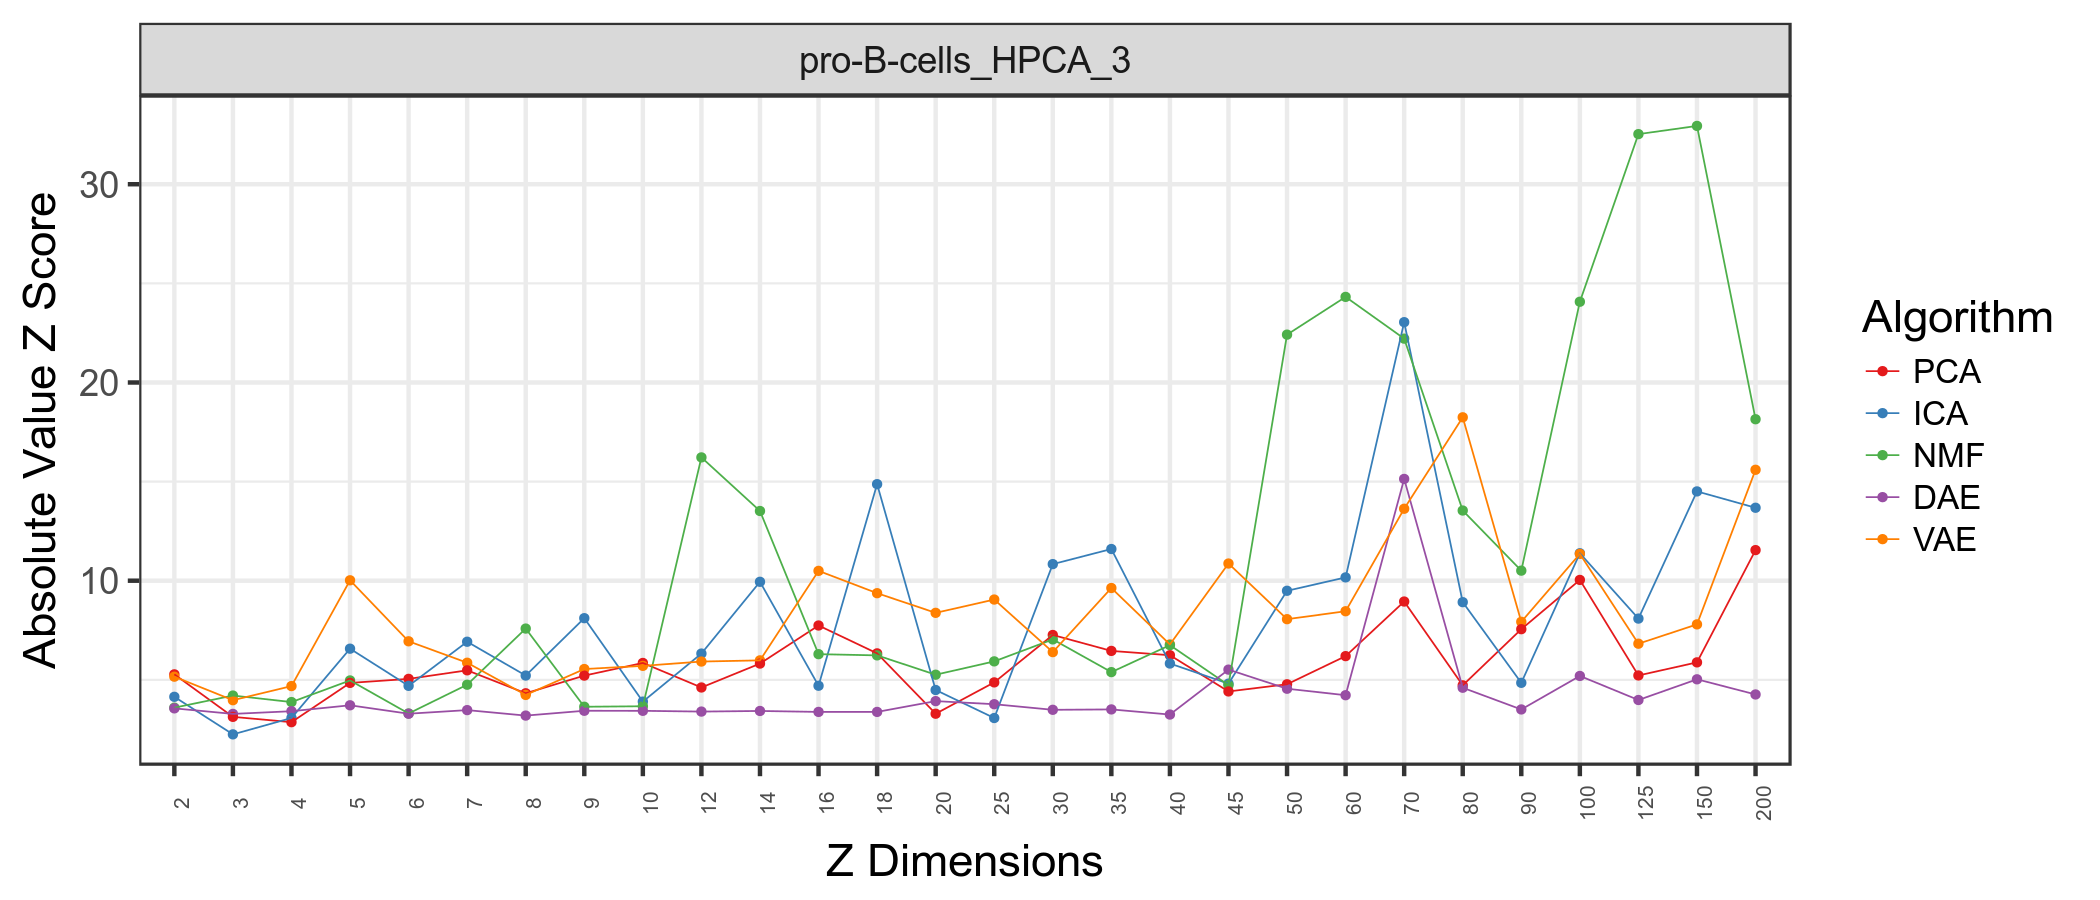 pro-B-cells_HPCA_3
Absolute Value Z Score
30
20
10
2 3 4 5 6 7 8 9 10 12 14 16 18 20 25 30 35 40 45 50 60 70 80 90 100 125 150 200
Z Dimensions
Algorithm
PCA
ICA
NMF
DAE
VAE